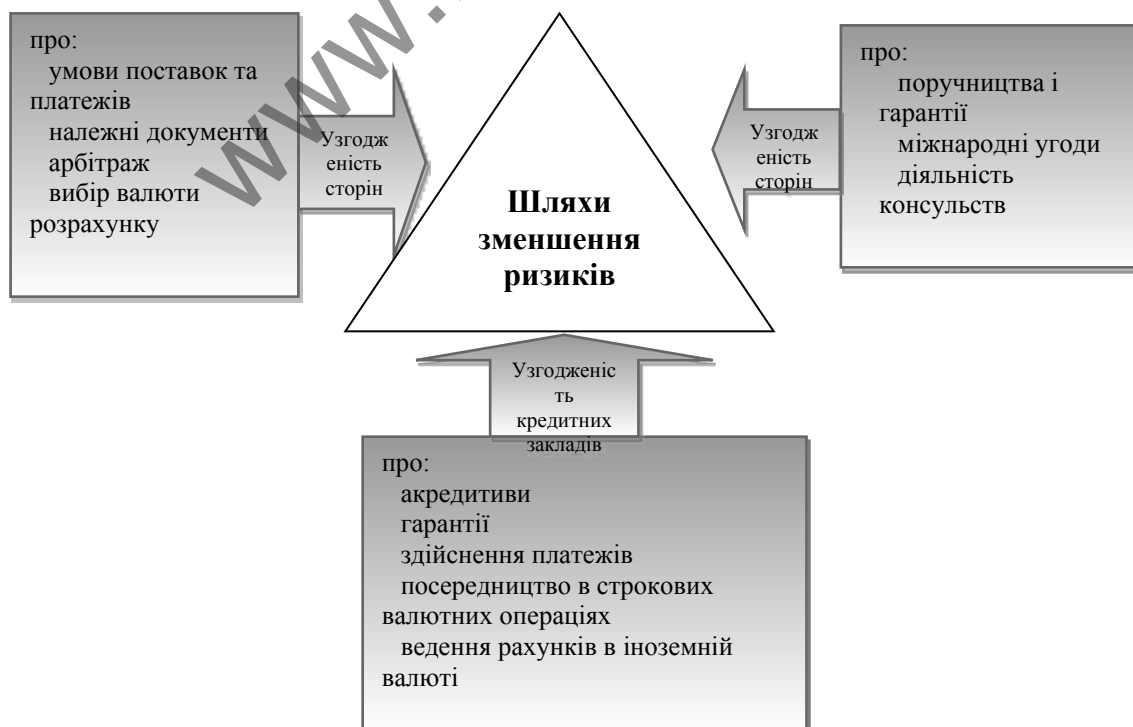 про:
умови поставок та
платежів
належні документи
арбітраж
вибір валюти
розрахунку
Узгодж
еність
сторін
Шляхи
зменшення
ризиків
Узгодж
еність
сторін
про:
поручництва і
гарантії
міжнародні угоди
діяльність
консульств
Узгодженіс
ть
кредитних
закладів
про:
акредитиви
гарантії
здійснення платежів
посередництво в строкових
валютних операціях
ведення рахунків в іноземній
валюті
www.